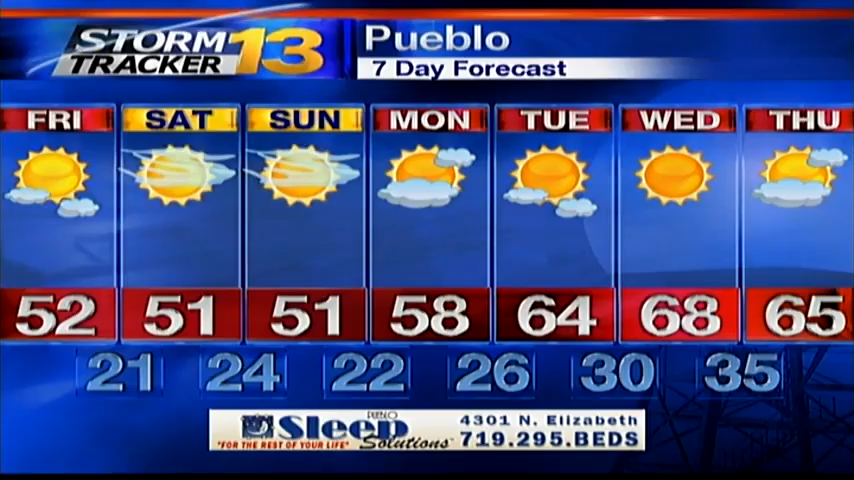 STORM TRACKER 13
Pueblo
7 Day Forecast
FRI SAT SUN MON TUE WED THU
52 51 51 58 64 68 65
21 24 22 26 30 35
PUEBLO
Sleep
Solutions
"FOR THE REST OF YOUR LIFE"
4301 N. Elizabeth
719.295.BEDS